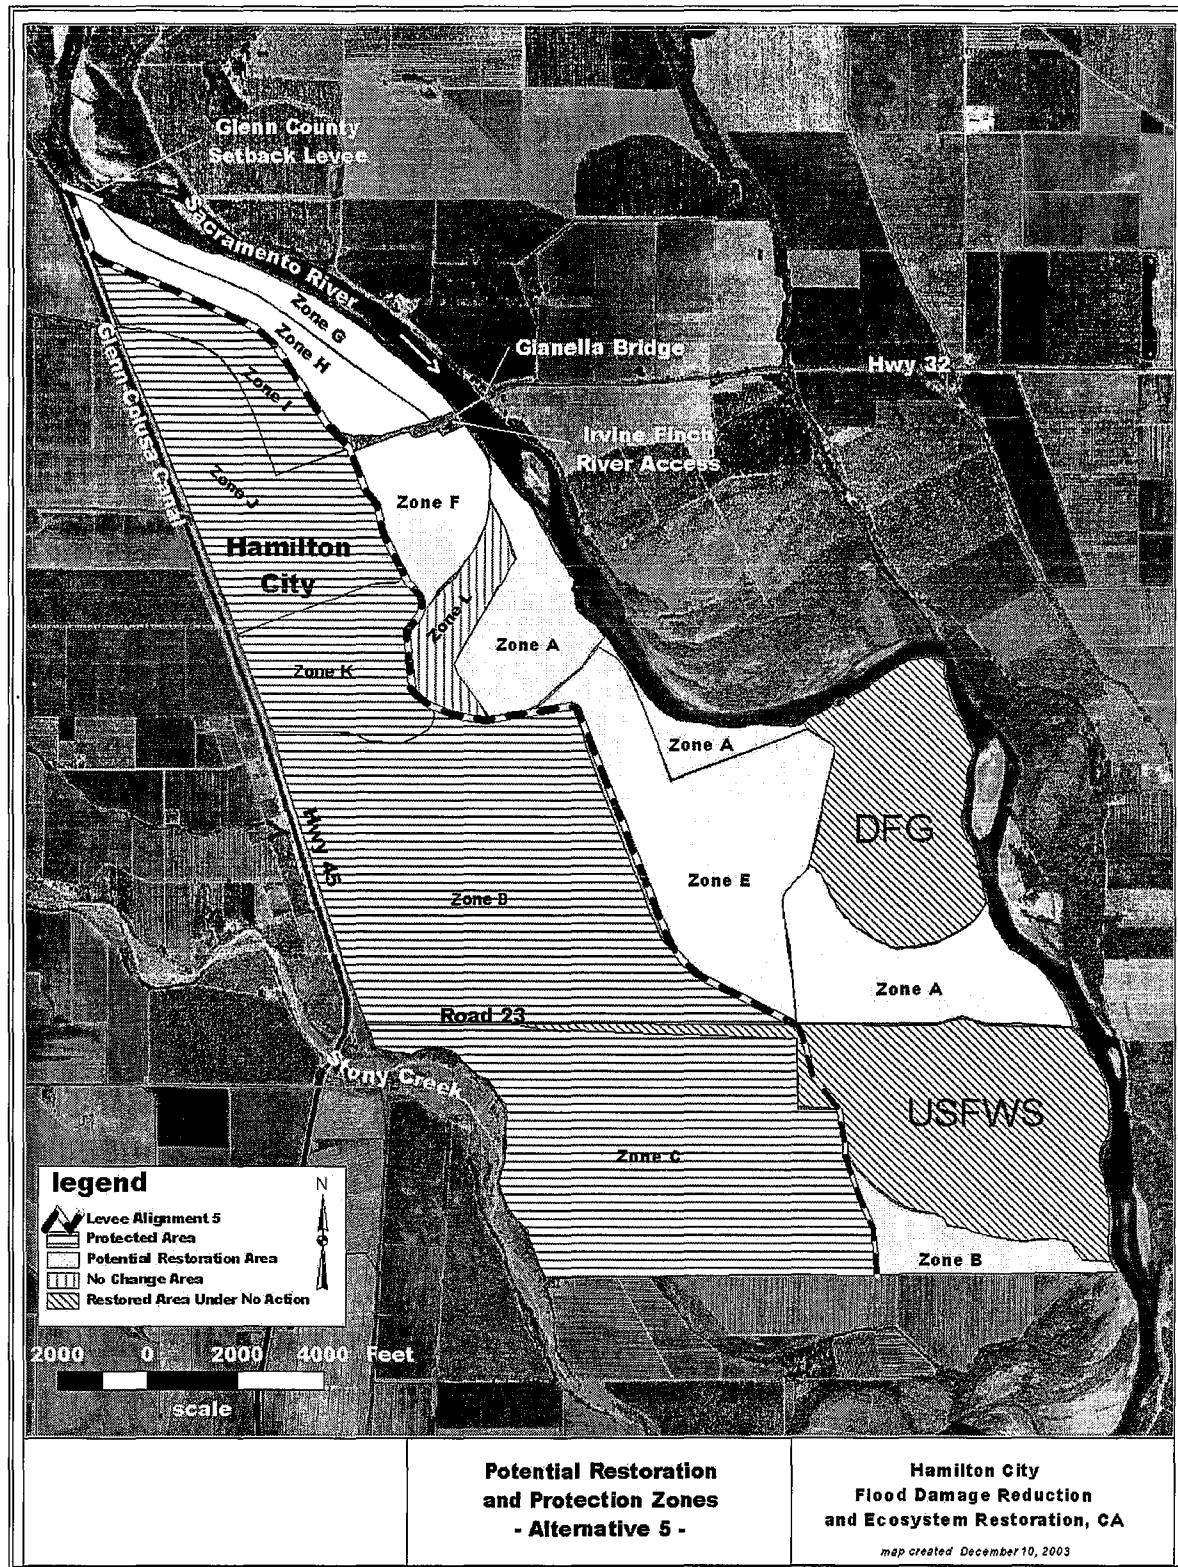 Glenn County
Setback Levee
Sacramento River
Zone G
Zone H
Gianella Bridge
Hwy 32
Glenn-Colusa Canal
Zone I
Irvine Finch
River Access
Zone J
Zone F
Hamilton
City
Zone L
Zone A
Zone K
Zone A
Hwy 45
DFG
Zone E
Zone D
Zone A
Road 23
Stony Creek
USFWS
Zone C
Zone B
legend
N
Levee Alignment 5
Protected Area
Potential Restoration Area
No Change Area
Restored Area Under No Action
2000 0 2000 4000 Feet
scale
Potential Restoration
and Protection Zones
- Alternative 5 -
Hamilton City
Flood Damage Reduction
and Ecosystem Restoration, CA
map created December 10, 2003